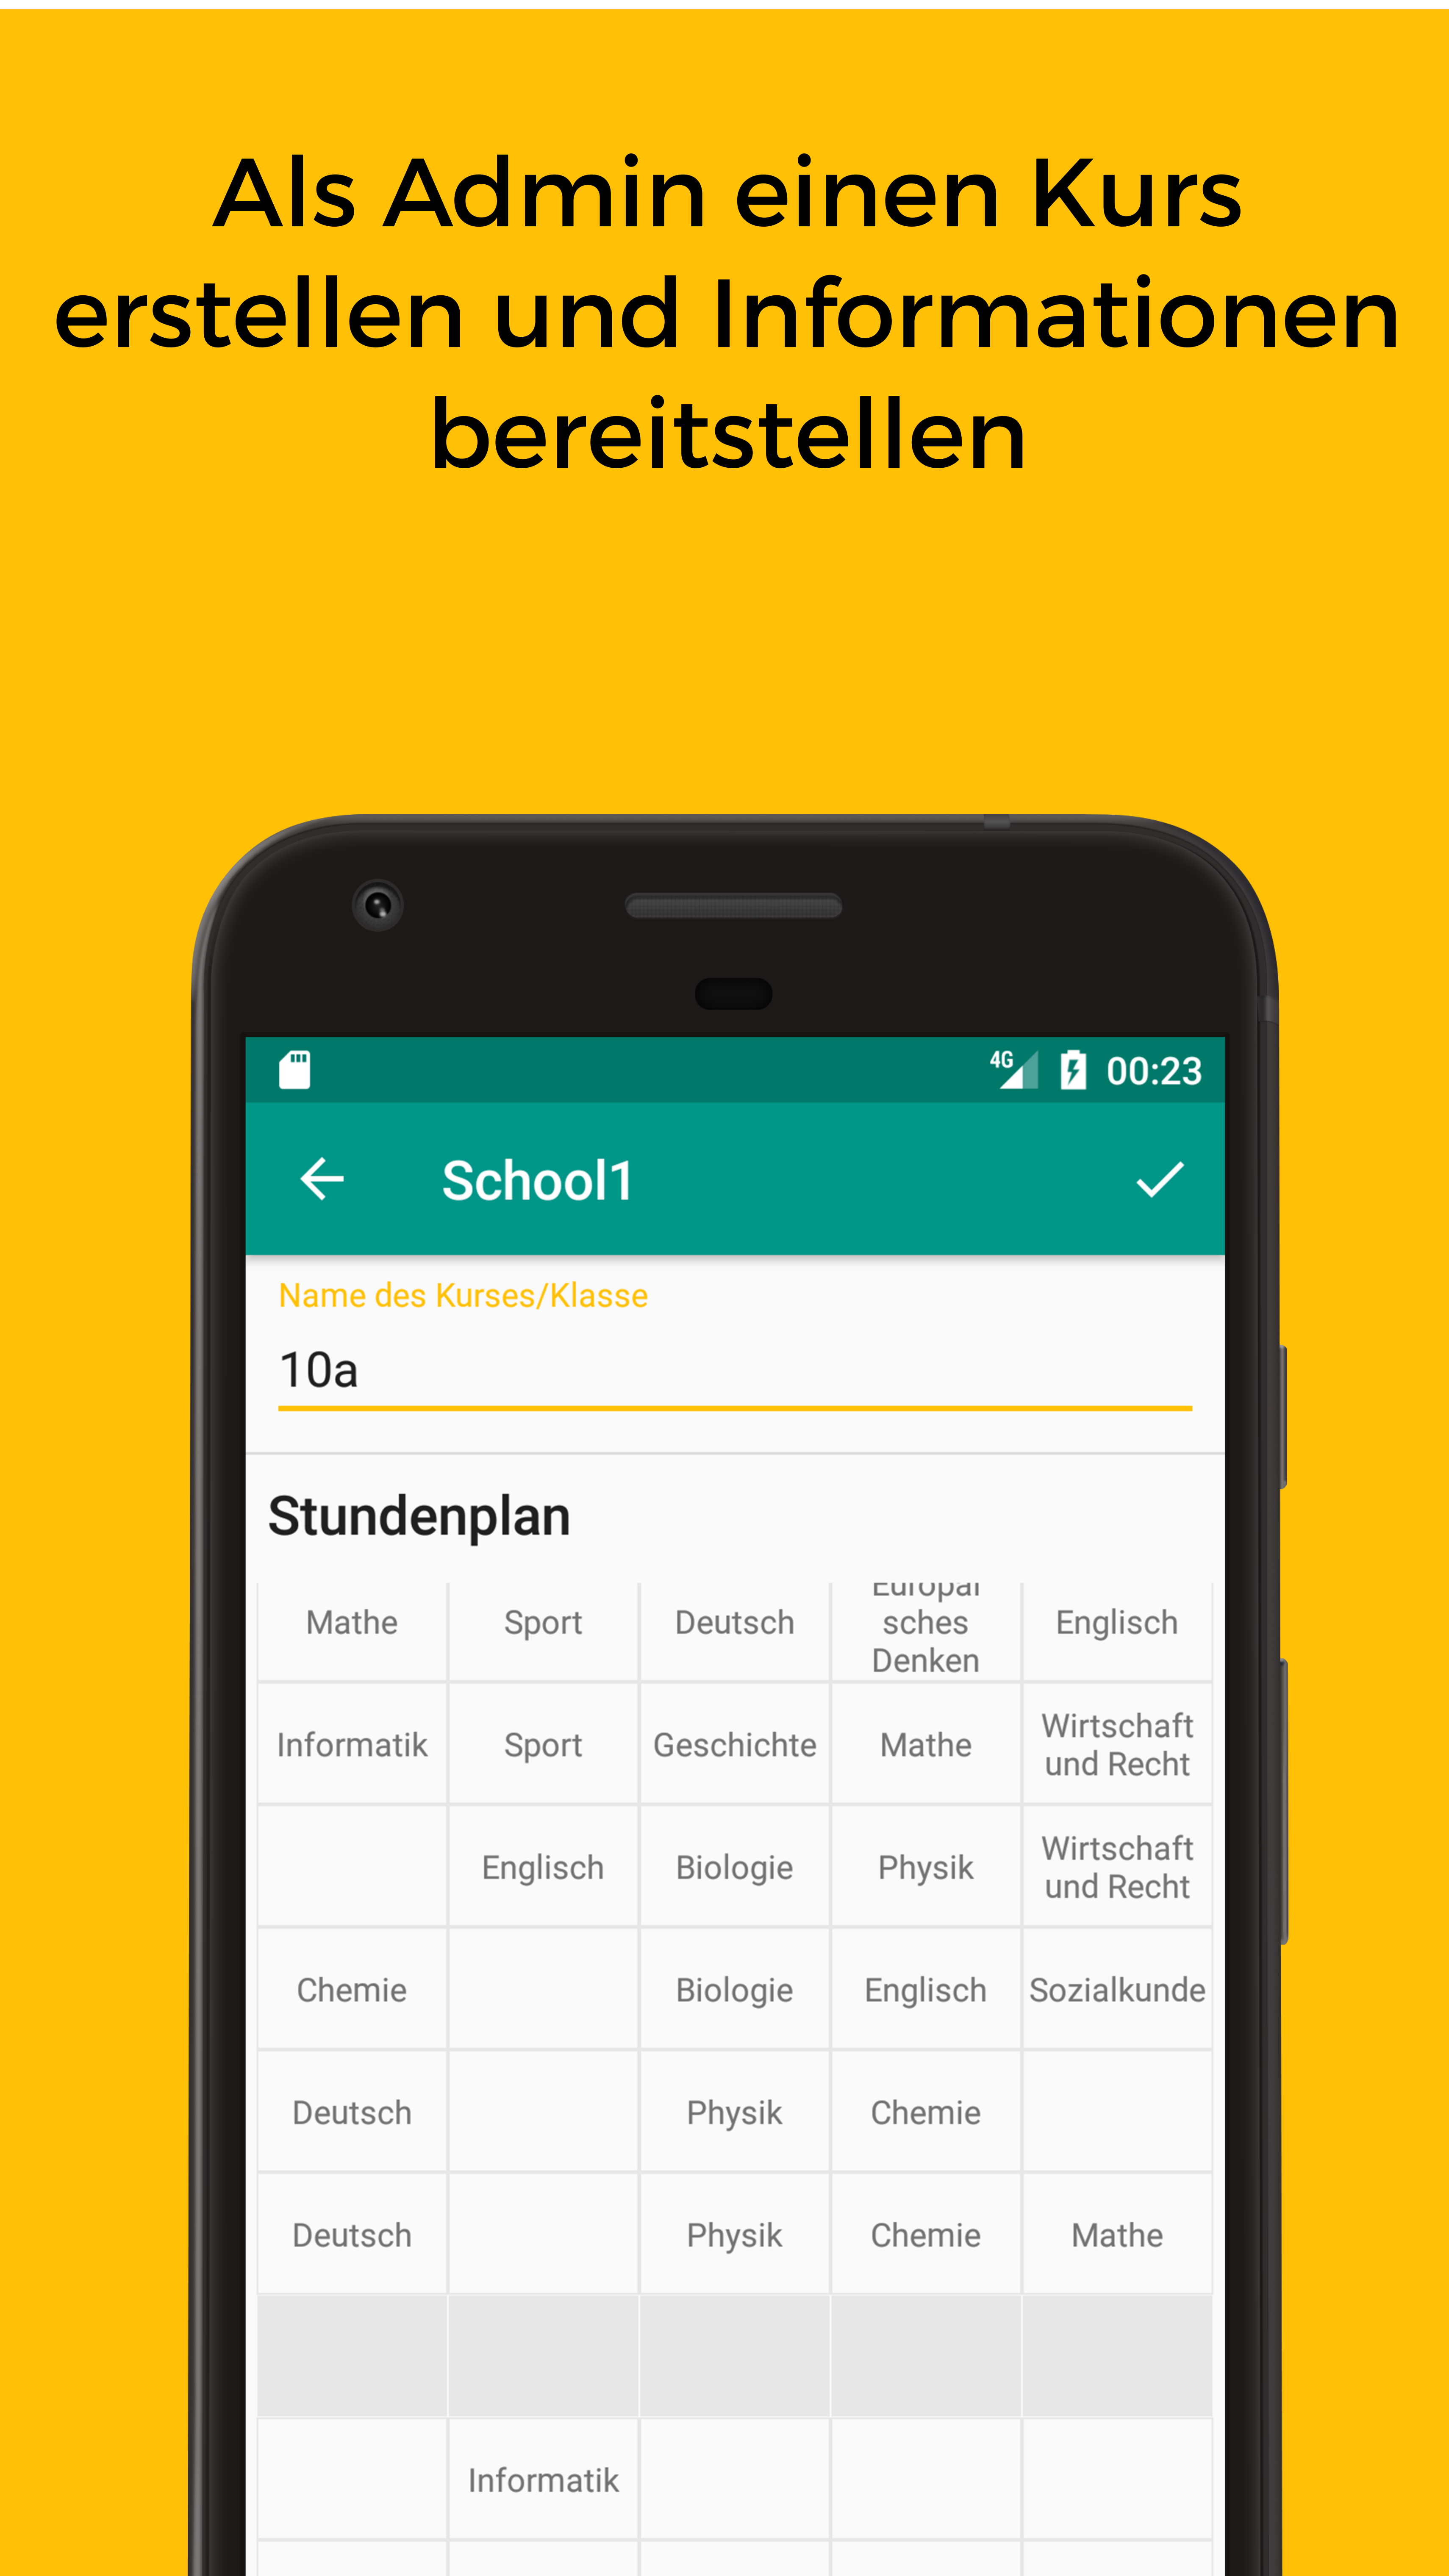 Als Admin einen Kurs
erstellen und Informationen
bereitstellen
4G 00:23
School1
Name des Kurses/Klasse
10a
Stundenplan
Mathe Sport Deutsch Europäi
sches
Denken Englisch
Informatik Sport Geschichte Mathe Wirtschaft
und Recht
Englisch Biologie Physik Wirtschaft
und Recht
Chemie Biologie Englisch Sozialkunde
Deutsch Physik Chemie
Deutsch Physik Chemie Mathe
Informatik